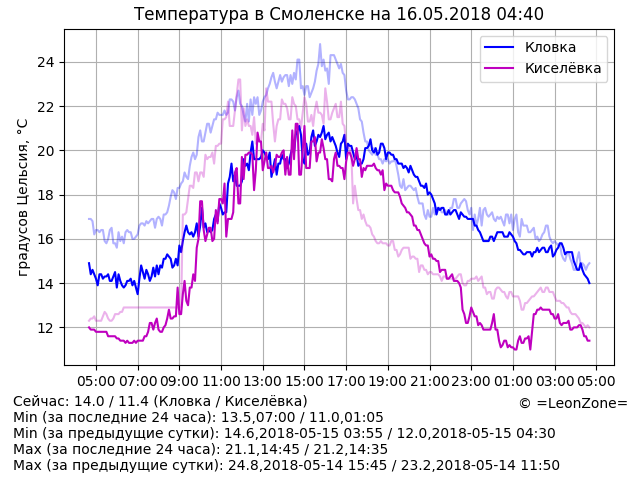 Температура в Смоленске на 16.05.2018 04:40
градусов Цельсия, °C
24
22
20
18
16
14
12
Кловка
Киселёвка
05:00 07:00 09:00 11:00 13:00 15:00 17:00 19:00 21:00 23:00 01:00 03:00 05:00
Сейчас: 14.0 / 11.4 (Кловка / Киселёвка)
© =LeonZone=
Min (за последние 24 часа): 13.5,07:00 / 11.0,01:05
Min (за предыдущие сутки): 14.6,2018-05-15 03:55 / 12.0,2018-05-15 04:30
Max (за последние 24 часа): 21.1,14:45 / 21.2,14:35
Max (за предыдущие сутки): 24.8,2018-05-14 15:45 / 23.2,2018-05-14 11:50